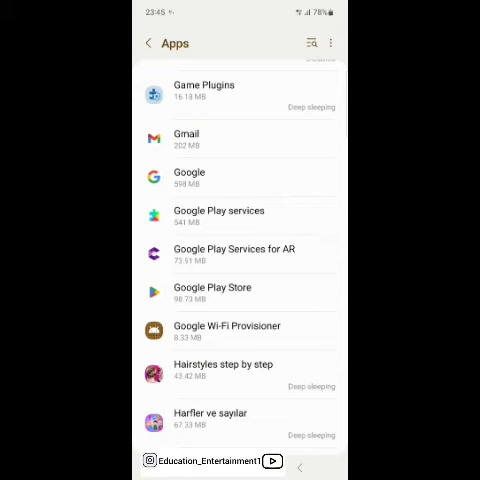 23:45
78%
Apps
Game Plugins
16.18 MB
Deep sleeping
Gmail
202 MB
Google
598 MB
Google Play services
541 MB
Google Play Services for AR
73.91 MB
Google Play Store
98.73 MB
Google Wi-Fi Provisioner
8.33 MB
Hairstyles step by step
43.42 MB
Deep sleeping
Harfler ve sayılar
67.33 MB
Deep sleeping
Education_Entertainment1